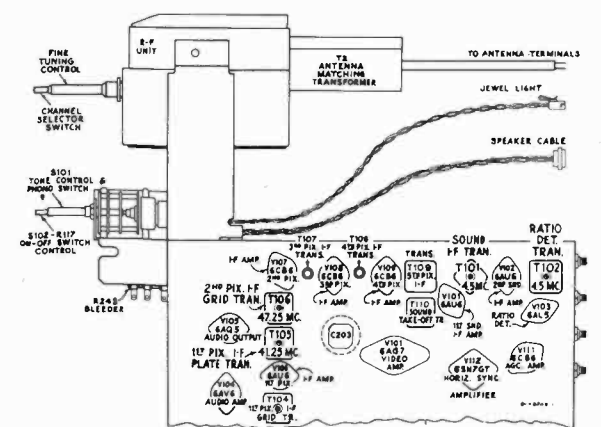 R-F
UNIT
FINE
TUNING
CONTROL
CHANNEL
SELECTOR
SWITCH
T2
ANTENNA
MATCHING
TRANSFORMER
TO ANTENNA TERMINALS
JEWEL LIGHT
SPEAKER CABLE
S101
TONE CONTROL &
PHONO SWITCH
S102-R117
ON-OFF SWITCH
CONTROL
R248
BLEEDER
T107
3RD PIX. I-F
TRANS.
T108
4TH PIX. I-F
TRANS.
SOUND
I-F TRAN.
RATIO
DET.
TRAN.
I-F AMP.
V107
6CB6
2ND PIX.
V108
6CB6
3RD PIX.
I-F AMP.
V109
6CB6
4TH PIX.
I-F AMP.
TRANS.
T109
5TH PIX.
I-F
T110
SOUND
TAKE-OFF TR.
T101
4.5MC.
V101
6AU6
1ST SND.
I-F AMP.
V102
6AU6
2ND SND.
I-F AMP.
T102
4.5 MC.
RATIO
DET.
V103
6AL5
2ND PIX. I-F
GRID TRAN.
T106
47.25 MC.
V105
6AQ5
AUDIO OUTPUT
T105
41.25 MC.
1ST PIX. I-F
PLATE TRAN.
C203
6AG7
VIDEO
AMP.
V112
6SN7GT
HORIZ. SYNC.
AMPLIFIER
V111
6CB6
AGC. AMP.
V106
6AU6
1ST PIX.
I-F AMP.
V104
6AV6
AUDIO AMP.
T104
1ST PIX. I-F
GRID TR.